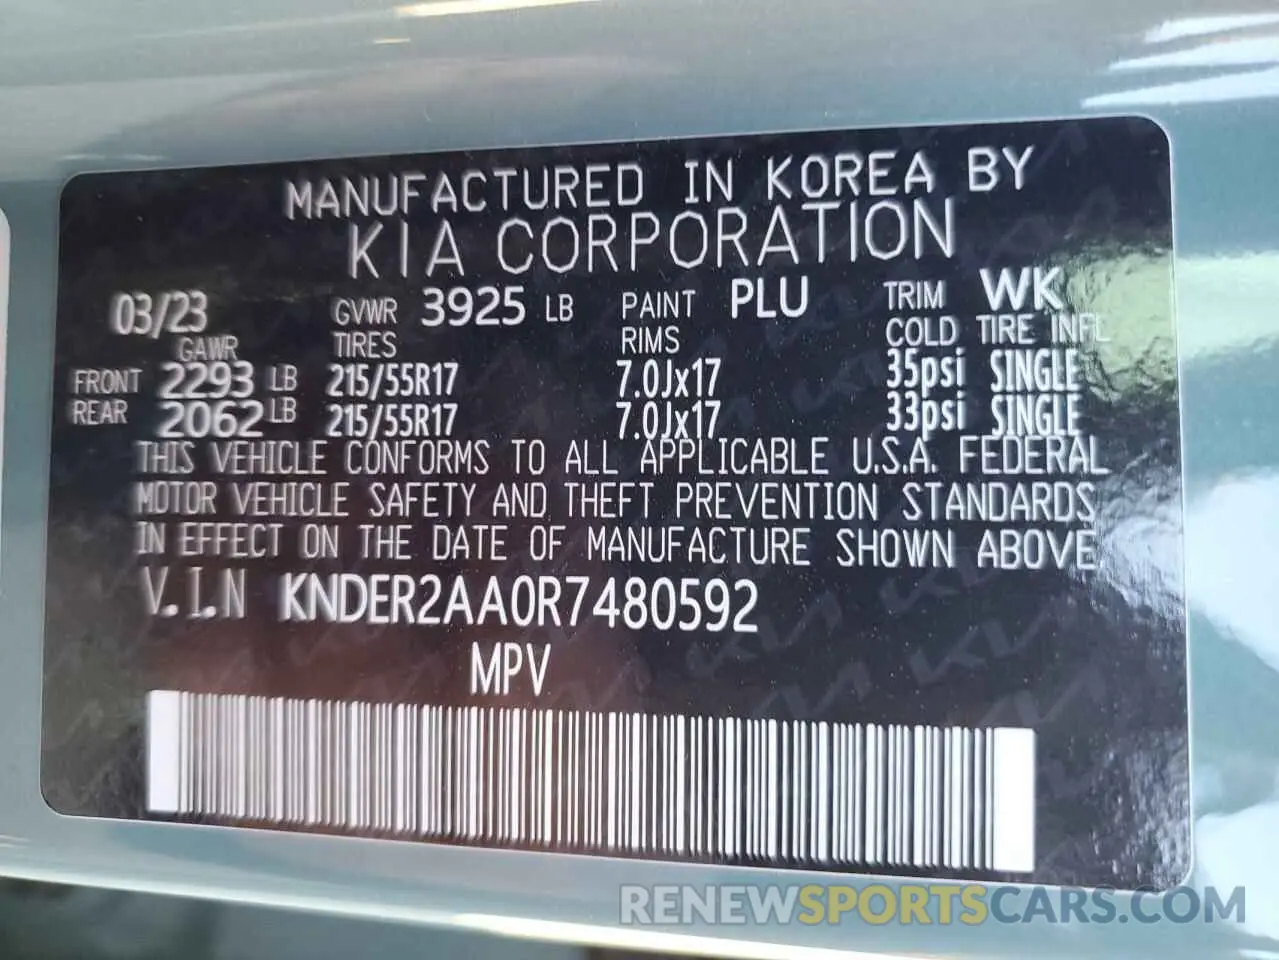 MANUFACTURED IN KOREA BY
KIA CORPORATION
03/23 GVWR 3925 LB PAINT PLU TRIM WK
GAWR TIRES RIMS COLD TIRE INFL
FRONT 2293 LB 215/55R17 7.0Jx17 35psi SINGLE
REAR 2062 LB 215/55R17 7.0Jx17 33psi SINGLE
THIS VEHICLE CONFORMS TO ALL APPLICABLE U.S.A. FEDERAL
MOTOR VEHICLE SAFETY AND THEFT PREVENTION STANDARDS
IN EFFECT ON THE DATE OF MANUFACTURE SHOWN ABOVE.
V.I.N KNDER2AA0R7480592
MPV
RENEWSPORTSCARS.COM